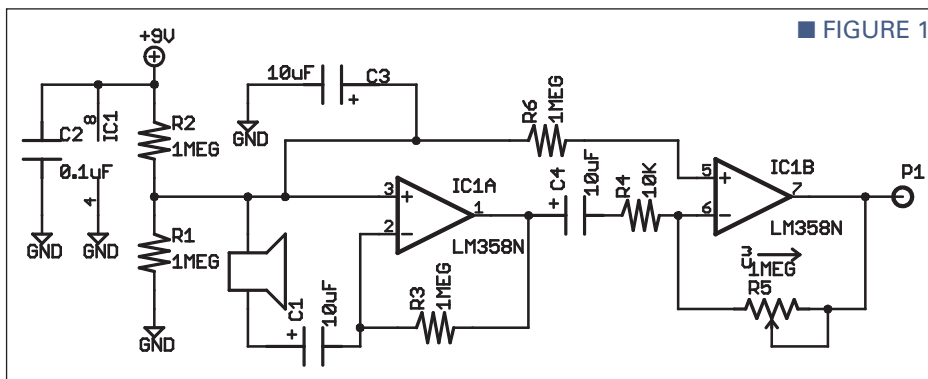 ■ FIGURE 1
+9V
10uF
C3
8
IC1
R2
1MEG
C2
0.1uF
GND
R6
1MEG
4
GND
GND
R1
1MEG
GND
3
+
2
-
1
IC1A
LM358N
+
C4
10uF
R4
10K
5
+
6
-
7
IC1B
LM358N
P1
+
C1
10uF
R3
1MEG
CW
1MEG
R5
+